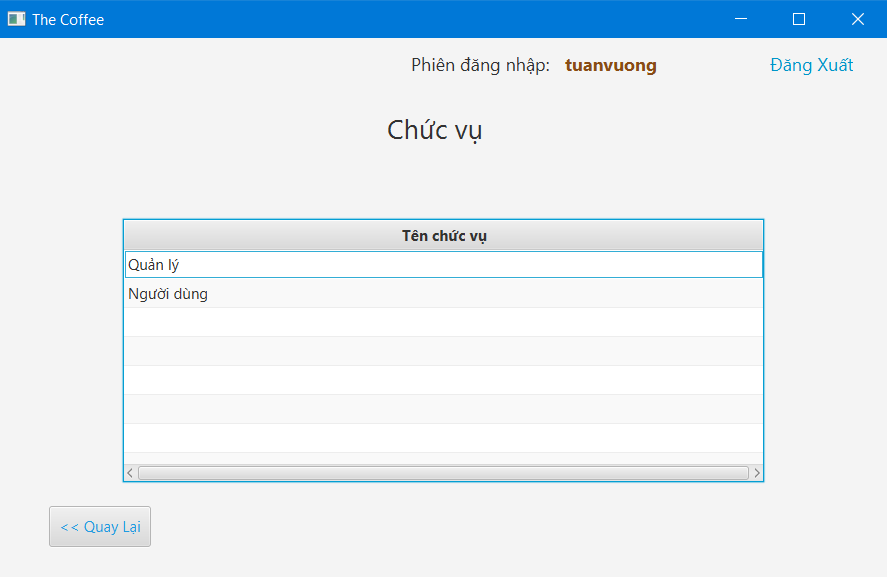 The Coffee
Phiên đăng nhập: tuanvuong Đăng Xuất
Chức vụ
Tên chức vụ
Quản lý
Người dùng
<< Quay Lại